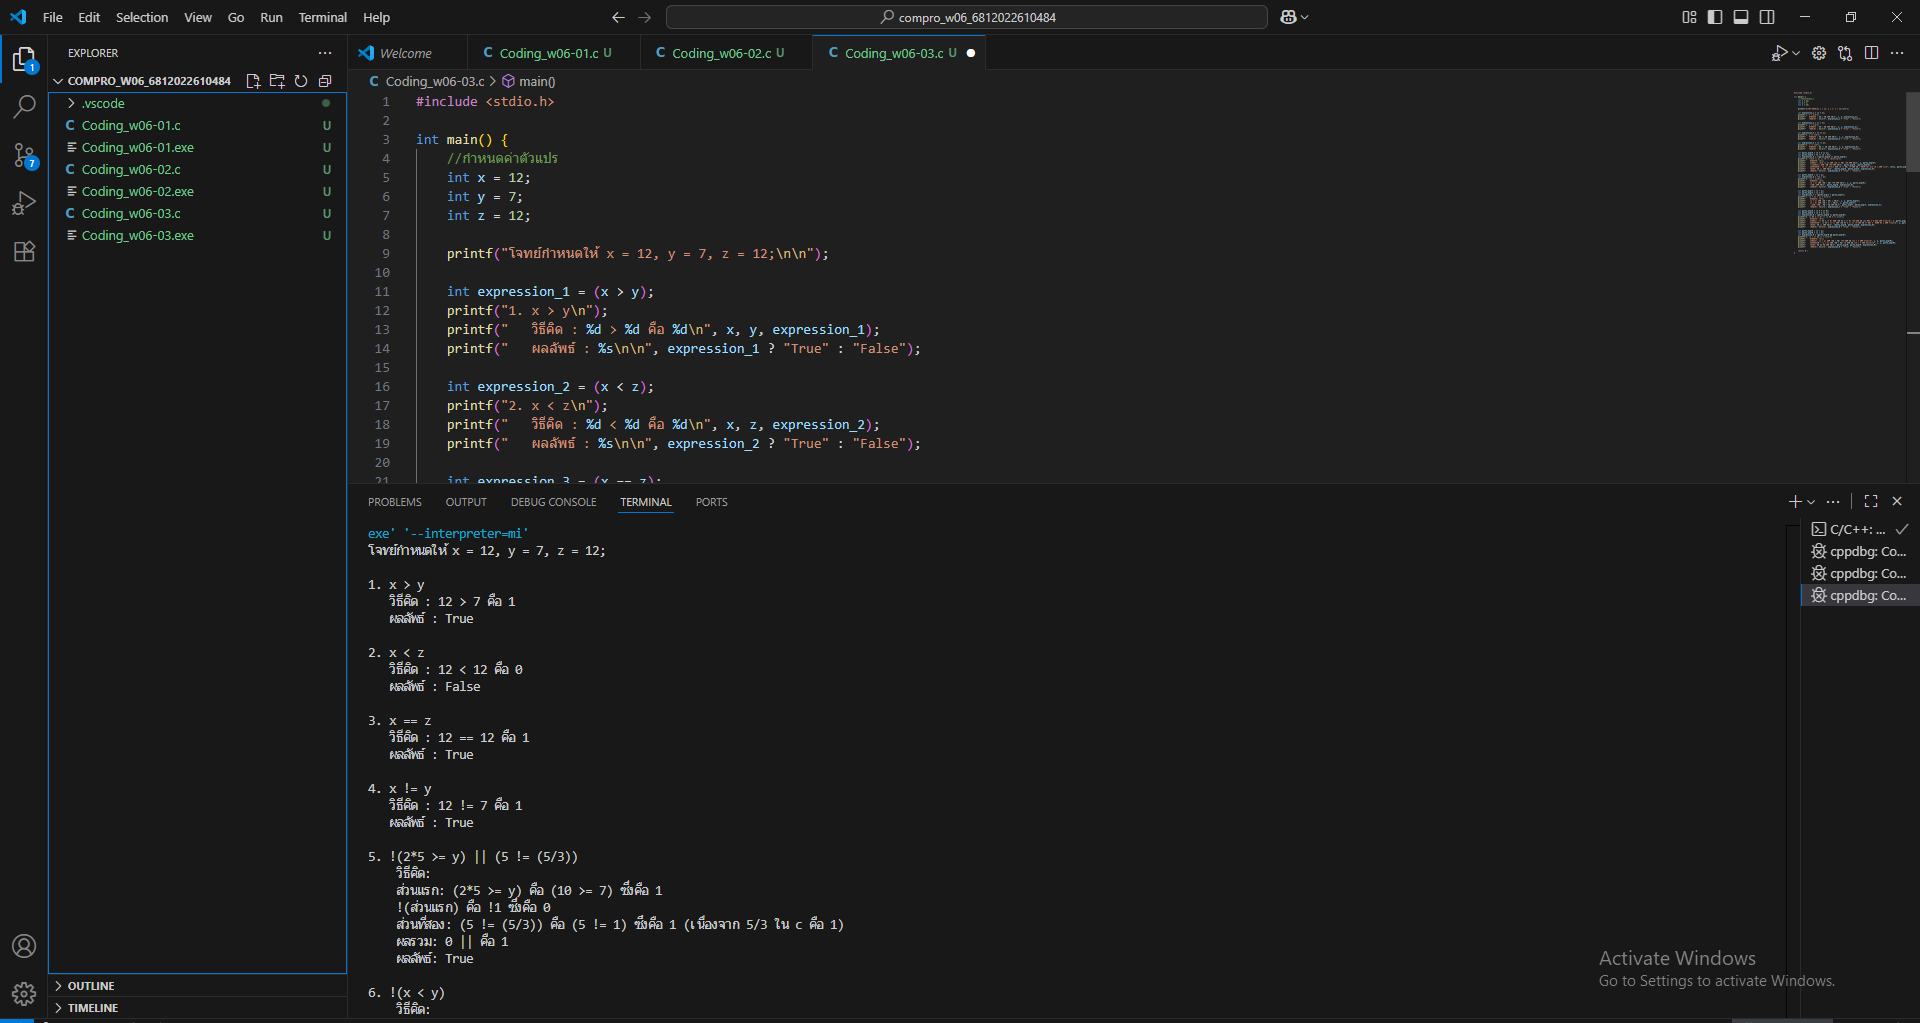 File Edit Selection View Go Run Terminal Help
compro_w06_6812022610484
EXPLORER
COMPRO_W06_6812022610484
.vscode
Coding_w06-01.c U
Coding_w06-01.exe U
Coding_w06-02.c U
Coding_w06-02.exe U
Coding_w06-03.c U
Coding_w06-03.exe U
OUTLINE
TIMELINE
1
7
Welcome
C Coding_w06-01.c U
C Coding_w06-02.c U
C Coding_w06-03.c U
C Coding_w06-03.c > main()
1 #include <stdio.h>
2
3 int main() {
4 //กำหนดค่าตัวแปร
5 int x = 12;
6 int y = 7;
7 int z = 12;
8
9 printf("โจทย์กำหนดให้ x = 12, y = 7, z = 12;\n\n");
10
11 int expression_1 = (x > y);
12 printf("1. x > y\n");
13 printf("   วิธีคิด : %d > %d คือ %d\n", x, y, expression_1);
14 printf("   ผลลัพธ์ : %s\n\n", expression_1 ? "True" : "False");
15
16 int expression_2 = (x < z);
17 printf("2. x < z\n");
18 printf("   วิธีคิด : %d < %d คือ %d\n", x, z, expression_2);
19 printf("   ผลลัพธ์ : %s\n\n", expression_2 ? "True" : "False");
20
21 int expression_3 = (x == z);
PROBLEMS OUTPUT DEBUG CONSOLE TERMINAL PORTS
exe' '--interpreter=mi'
โจทย์กำหนดให้ x = 12, y = 7, z = 12;
1. x > y
วิธีคิด : 12 > 7 คือ 1
ผลลัพธ์ : True
2. x < z
วิธีคิด : 12 < 12 คือ 0
ผลลัพธ์ : False
3. x == z
วิธีคิด : 12 == 12 คือ 1
ผลลัพธ์ : True
4. x != y
วิธีคิด : 12 != 7 คือ 1
ผลลัพธ์ : True
5. !(2*5 >= y) || (5 != (5/3))
วิธีคิด:
ส่วนแรก: (2*5 >= y) คือ (10 >= 7) ซึ่งคือ 1
!(ส่วนแรก) คือ !1 ซึ่งคือ 0
ส่วนที่สอง: (5 != (5/3)) คือ (5 != 1) ซึ่งคือ 1 (เนื่องจาก 5/3 ใน c คือ 1)
ผลรวม: 0 || คือ 1
ผลลัพธ์: True
6. !(x < y)
วิธีคิด:
C/C++: ...
cppdbg: Co...
cppdbg: Co...
cppdbg: Co...
Activate Windows
Go to Settings to activate Windows.